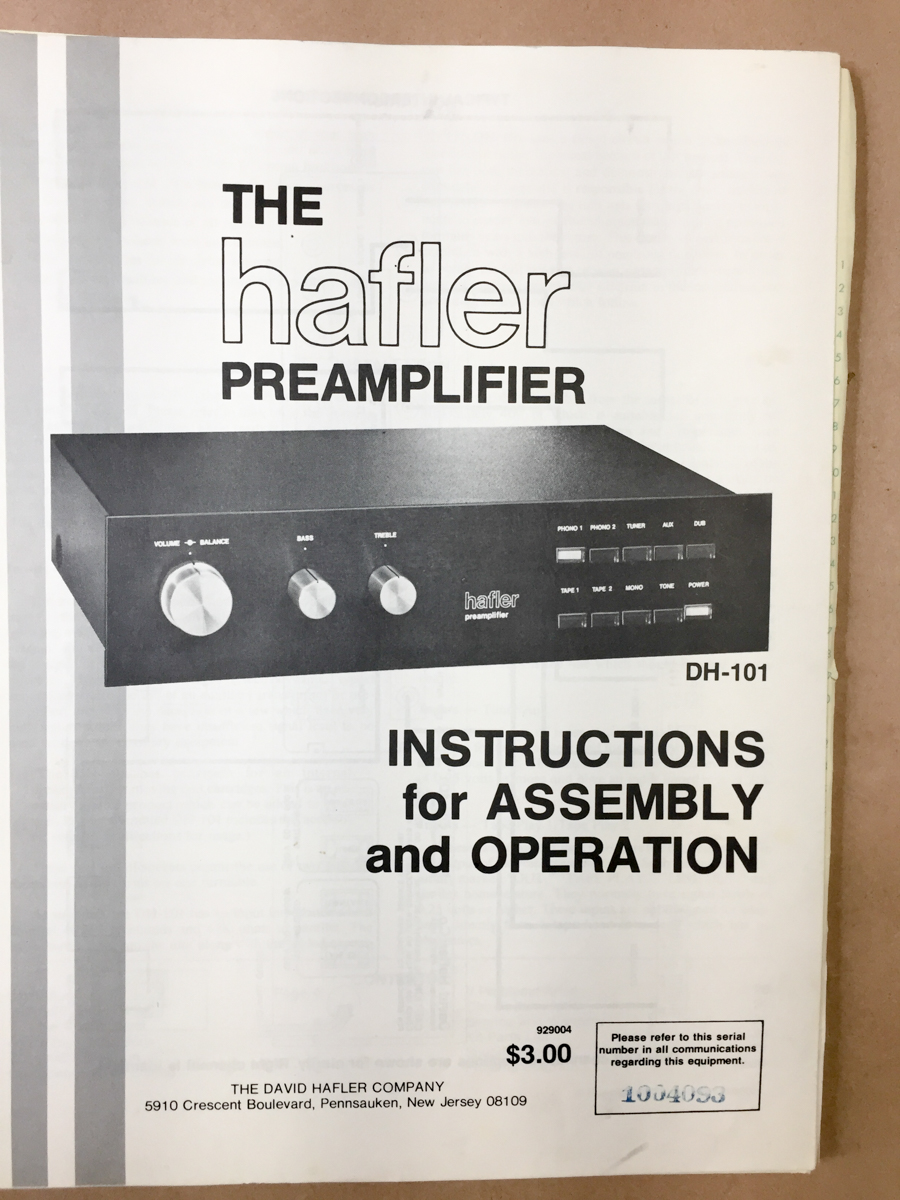 THE
hafler
PREAMPLIFIER
VOLUME BALANCE
BASS
TREBLE
PHONO 1 PHONO 2 TUNER AUX DUB
TAPE 1 TAPE 2 MONO TONE POWER
hafler
preamplifier
DH-101
INSTRUCTIONS
for ASSEMBLY
and OPERATION
929004
$3.00
Please refer to this serial
number in all communications
regarding this equipment.
1004093
THE DAVID HAFLER COMPANY
5910 Crescent Boulevard, Pennsauken, New Jersey 08109